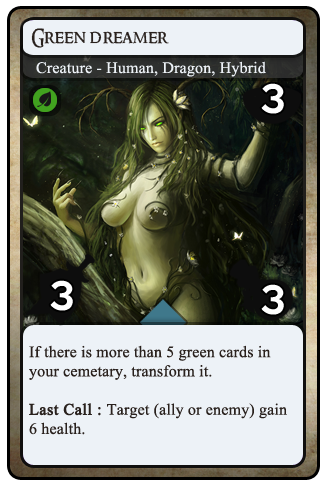 Green dreamer
Creature - Human, Dragon, Hybrid
3
3
3
If there is more than 5 green cards in
your cemetary, transform it.
Last Call : Target (ally or enemy) gain
6 health.